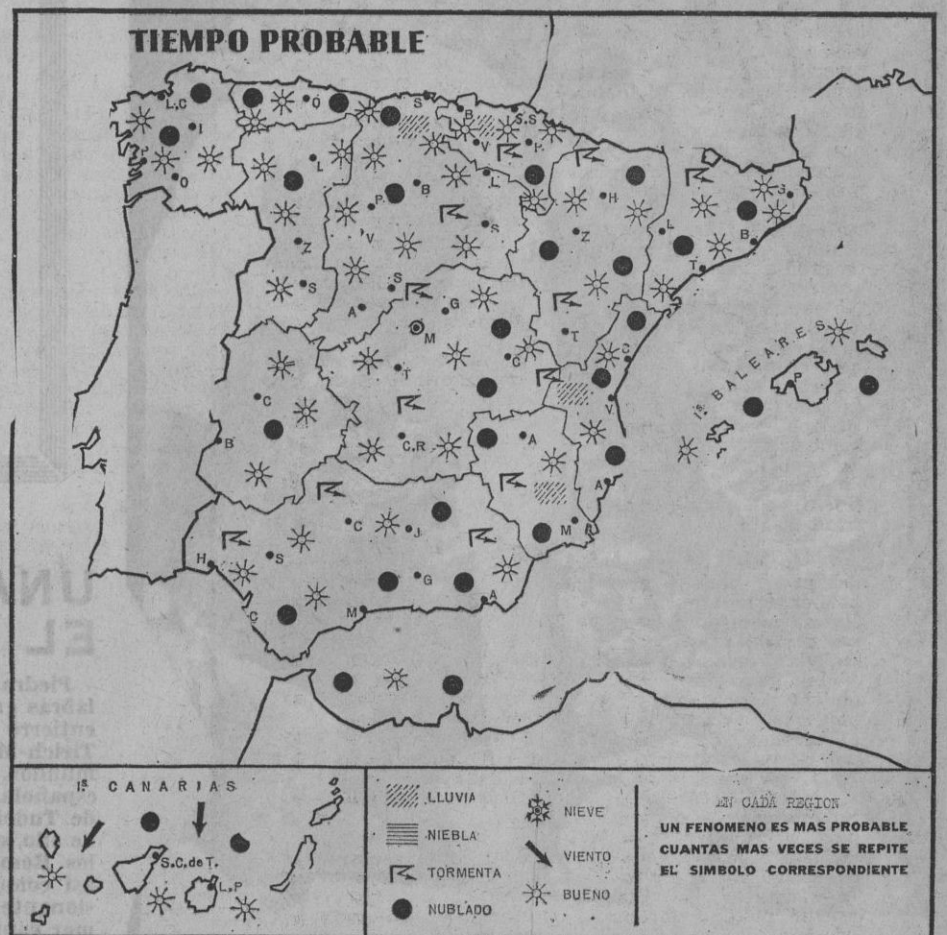 TIEMPO PROBABLE
L.C
O
S
B
S.S
I
V
P
P
O
L
L
B
H
P
V
S
L
G
B
Z
Z
T
S
S
A
G
M
T
C
T
C
V
Iˢ BALEARES
P
C
B
C.R
A
A
M
C
J
H
S
G
C
M
A
Iˢ CANARIAS
S.C.de T.
L.P
LLUVIA
NIEBLA
TORMENTA
NUBLADO
NIEVE
VIENTO
BUENO
EN CADA REGION
UN FENOMENO ES MAS PROBABLE
CUANTAS MAS VECES SE REPITE
EL SIMBOLO CORRESPONDIENTE